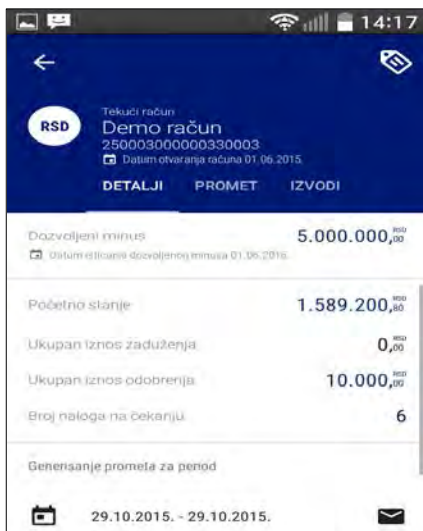 14:17
Tekući račun
RSD
Demo račun
250003000000330003
Datum otvaranja računa 01.06.2015.
DETALJI PROMET IZVODI
Dozvoljeni minus 5.000.000,00 RSD
Datum isticanja dozvoljenog minusa 01.06.2016.
Početno stanje 1.589.200,80 RSD
Ukupan iznos zaduženja 0,00 RSD
Ukupan iznos odobrenja 10.000,00 RSD
Broj naloga na čekanju 6
Generisanje prometa za period
29.10.2015. - 29.10.2015.